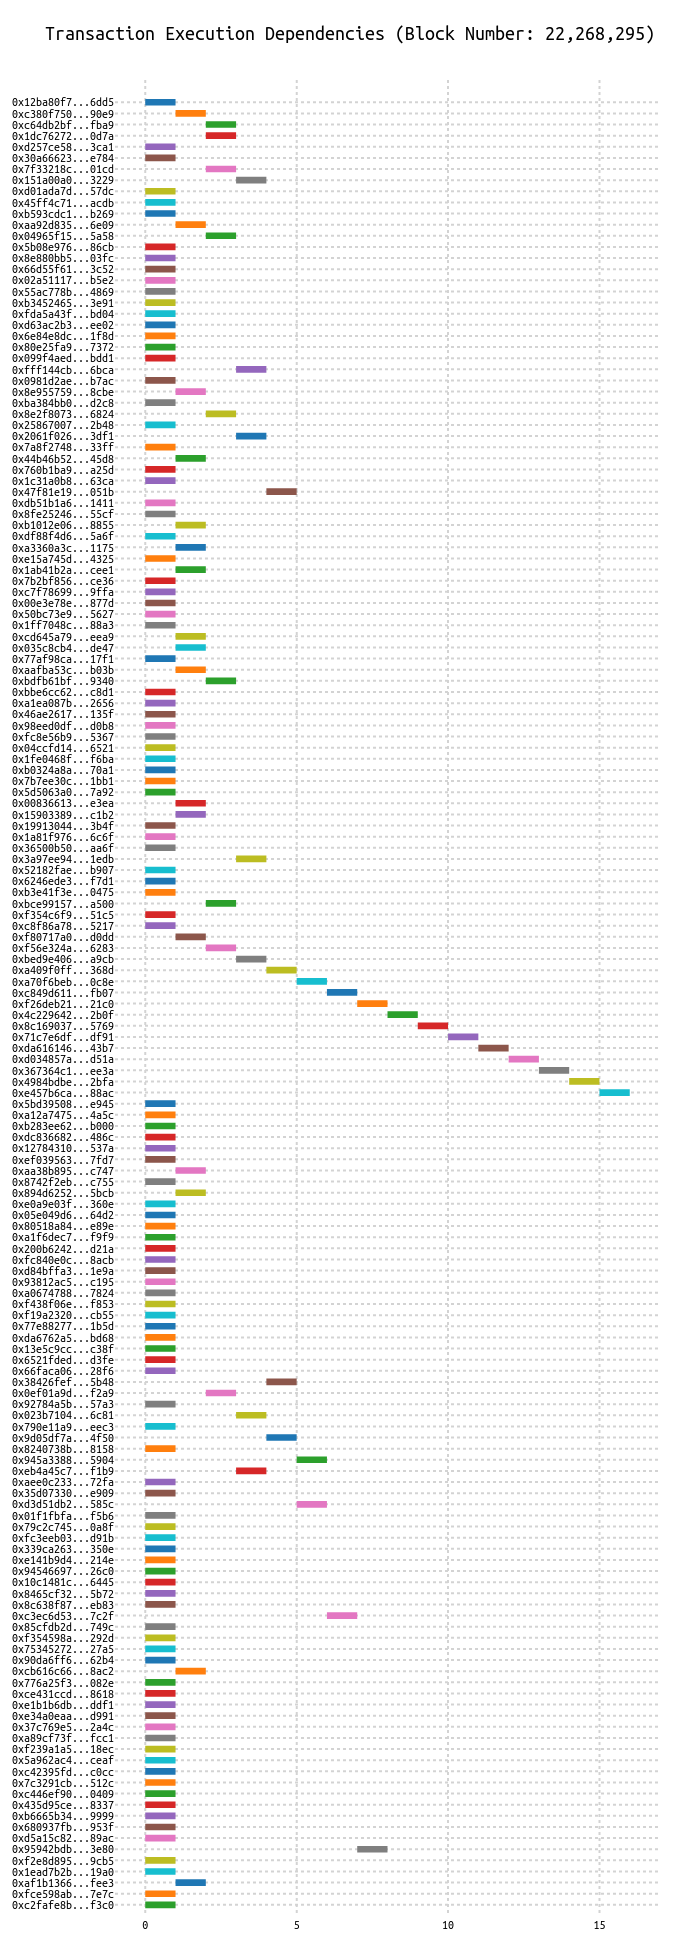 Transaction Execution Dependencies (Block Number: 22,268,295)
0x12ba80f7...6dd5
0xc380f750...90e9
0xc64db2bf...fba9
0x1dc76272...0d7a
0xd257ce58...3ca1
0x30a66623...e784
0x7f33218c...01cd
0x151a00a0...3229
0xd01ada7d...57dc
0x45ff4c71...acdb
0xb593cdc1...b269
0xaa92d835...6e09
0x04965f15...5a58
0x5b08e976...86cb
0x8e880bb5...03fc
0x66d55f61...3c52
0x02a51117...b5e2
0x55ac778b...4869
0xb3452465...3e91
0xfda5a43f...bd04
0xd63ac2b3...ee02
0x6e84e8dc...1f8d
0x80e25fa9...7372
0x099f4aed...bdd1
0xfff144cb...6bca
0x0981d2ae...b7ac
0x8e955759...8cbe
0xba384bb0...d2c8
0x8e2f8073...6824
0x25867007...2b48
0x2061f026...3df1
0x7a8f2748...33ff
0x44b46b52...45d8
0x760b1ba9...a25d
0x1c31a0b8...63ca
0x47f81e19...051b
0xdb51b1a6...1411
0x8fe25246...55cf
0xb1012e06...8855
0xdf88f4d6...5a6f
0xa3360a3c...1175
0xe15a745d...4325
0x1ab41b2a...cee1
0x7b2bf856...ce36
0xc7f78699...9ffa
0x00e3e78e...877d
0x50bc73e9...5627
0x1ff7048c...88a3
0xcd645a79...eea9
0x035c8cb4...de47
0x77af98ca...17f1
0xaafba53c...b03b
0xbdfb61bf...9340
0xbbe6cc62...c8d1
0xa1ea087b...2656
0x46ae2617...135f
0x98eed0df...d0b8
0xfc8e56b9...5367
0x04ccfd14...6521
0x1fe0468f...f6ba
0xb0324a8a...70a1
0x7b7ee30c...1bb1
0x5d5063a0...7a92
0x00836613...e3ea
0x15903389...c1b2
0x19913044...3b4f
0x1a81f976...6c6f
0x36500b50...aa6f
0x3a97ee94...1edb
0x52182fae...b907
0x6246ede3...f7d1
0xb3e41f3e...0475
0xbce99157...a500
0xf354c6f9...51c5
0xc8f86a78...5217
0xf80717a0...d0dd
0xf56e324a...6283
0xbed9e406...a9cb
0xa409f0ff...368d
0xa70f6beb...0c8e
0xc849d611...fb07
0xf26deb21...21c0
0x4c229642...2b0f
0x8c169037...5769
0x71c7e6df...df91
0xda616146...43b7
0xd034857a...d51a
0x367364c1...ee3a
0x4984bdbe...2bfa
0xe457b6ca...88ac
0x5bd39508...e945
0xa12a7475...4a5c
0xb283ee62...b000
0xdc836682...486c
0x12784310...537a
0xef039563...7fd7
0xaa38b895...c747
0x8742f2eb...c755
0x894d6252...5bcb
0xe0a9e03f...360e
0x05e049d6...64d2
0x80518a84...e89e
0xa1f6dec7...f9f9
0x200b6242...d21a
0xfc840e0c...8acb
0xd84bffa3...1e9a
0x93812ac5...c195
0xa0674788...7824
0xf438f06e...f853
0xf19a2320...cb55
0x77e88277...1b5d
0xda6762a5...bd68
0x13e5c9cc...c38f
0x6521fded...d3fe
0x66faca06...28f6
0x38426fef...5b48
0x0ef01a9d...f2a9
0x92784a5b...57a3
0x023b7104...6c81
0x790e11a9...eec3
0x9d05df7a...4f50
0x8240738b...8158
0x945a3388...5904
0xeb4a45c7...f1b9
0xaee0c233...72fa
0x35d07330...e909
0xd3d51db2...585c
0x01f1fbfa...f5b6
0x79c2c745...0a8f
0xfc3eeb03...d91b
0x339ca263...350e
0xe141b9d4...214e
0x94546697...26c0
0x10c1481c...6445
0x8465cf32...5b72
0x8c638f87...eb83
0xc3ec6d53...7c2f
0x85cfdb2d...749c
0xf354598a...292d
0x75345272...27a5
0x90da6ff6...62b4
0xcb616c66...8ac2
0x776a25f3...082e
0xce431ccd...8618
0xe1b1b6db...ddf1
0xe34a0eaa...d991
0x37c769e5...2a4c
0xa89cf73f...fcc1
0xf239a1a5...18ec
0x5a962ac4...ceaf
0xc42395fd...c0cc
0x7c3291cb...512c
0xc446ef90...0409
0x435d95ce...8337
0xb6665b34...9999
0x680937fb...953f
0xd5a15c82...89ac
0x95942bdb...3e80
0xf2e8d895...9cb5
0x1ead7b2b...19a0
0xaf1b1366...fee3
0xfce598ab...7e7c
0xc2fafe8b...f3c0
0 5 10 15